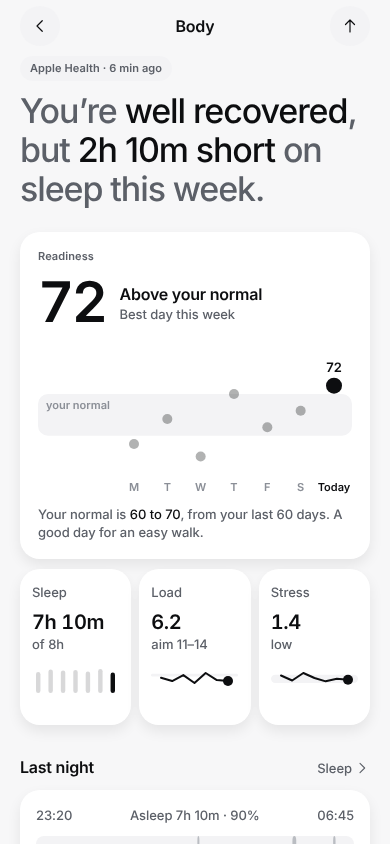 Body
Apple Health · 6 min ago
You’re well recovered,
but 2h 10m short on
sleep this week.
Readiness
72
Above your normal
Best day this week
72
your normal
M T W T F S Today
Your normal is 60 to 70, from your last 60 days. A
good day for an easy walk.
Sleep
7h 10m
of 8h
Load
6.2
aim 11–14
Stress
1.4
low
Last night
Sleep
23:20
Asleep 7h 10m · 90%
06:45